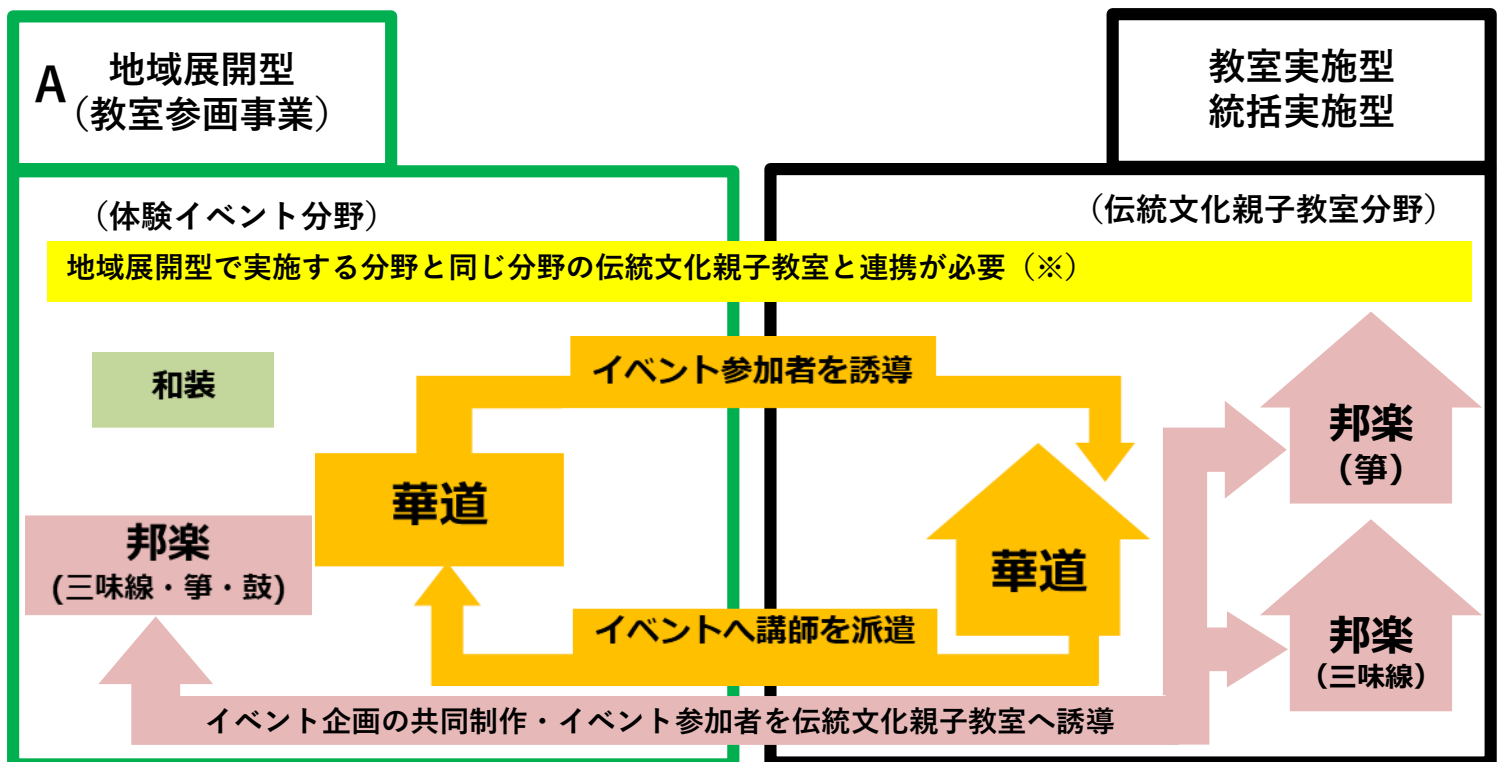 A
地域展開型
（教室参画事業）
教室実施型
統括実施型
（体験イベント分野）
（伝統文化親子教室分野）
地域展開型で実施する分野と同じ分野の伝統文化親子教室と連携が必要（※）
和装
イベント参加者を誘導
華道
邦楽
(三味線・箏・鼓)
華道
邦楽
(箏)
イベントへ講師を派遣
邦楽
(三味線)
イベント企画の共同制作・イベント参加者を伝統文化親子教室へ誘導